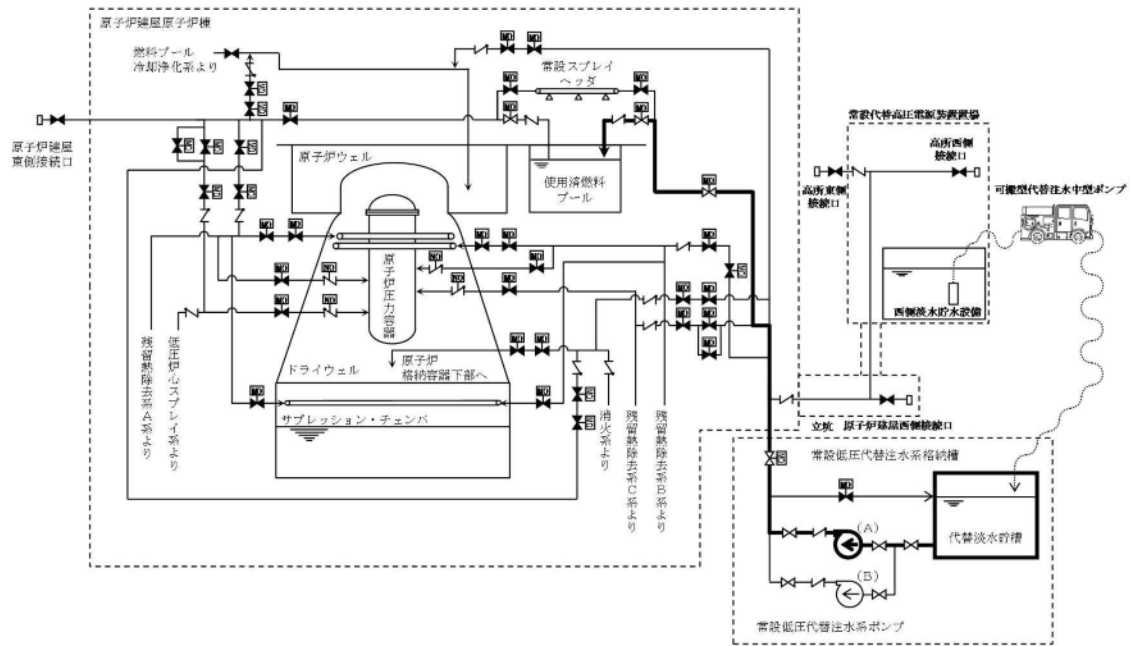 原子炉建屋原子炉棟
燃料プール
冷却浄化系より
常設スプレイ
ヘッダ
原子炉建屋
東側接続口
原子炉ウェル
使用済燃料
プール
原子炉圧力容器
常設代替高圧電源装置置場
高所西側
接続口
高所東側
接続口
可搬型代替注水中型ポンプ
西側淡水貯水設備
ドライウェル
原子炉
格納容器下部へ
サプレッション・チェンバ
残留熱除去系A系より
低圧炉心スプレイ系より
消火系より
残留熱除去系C系より
残留熱除去系B系より
立坑
原子炉建屋西側接続口
常設低圧代替注水系格納槽
代替淡水貯槽
(A)
(B)
常設低圧代替注水系ポンプ